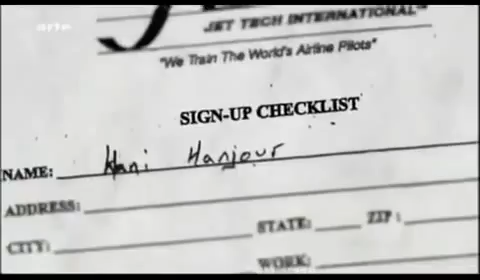 arte
JET TECH INTERNATIONAL™
"We Train The World's Airline Pilots"
SIGN-UP CHECKLIST
NAME: Hani Hanjour
ADDRESS:
CITY: STATE: ZIP:
WORK: